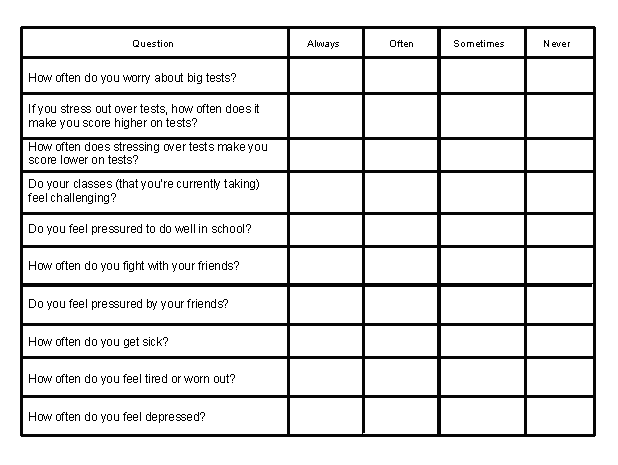 Question Always Often Sometimes Never
How often do you worry about big tests?
If you stress out over tests, how often does it
make you score higher on tests?
How often does stressing over tests make you
score lower on tests?
Do your classes (that you're currently taking)
feel challenging?
Do you feel pressured to do well in school?
How often do you fight with your friends?
Do you feel pressured by your friends?
How often do you get sick?
How often do you feel tired or worn out?
How often do you feel depressed?